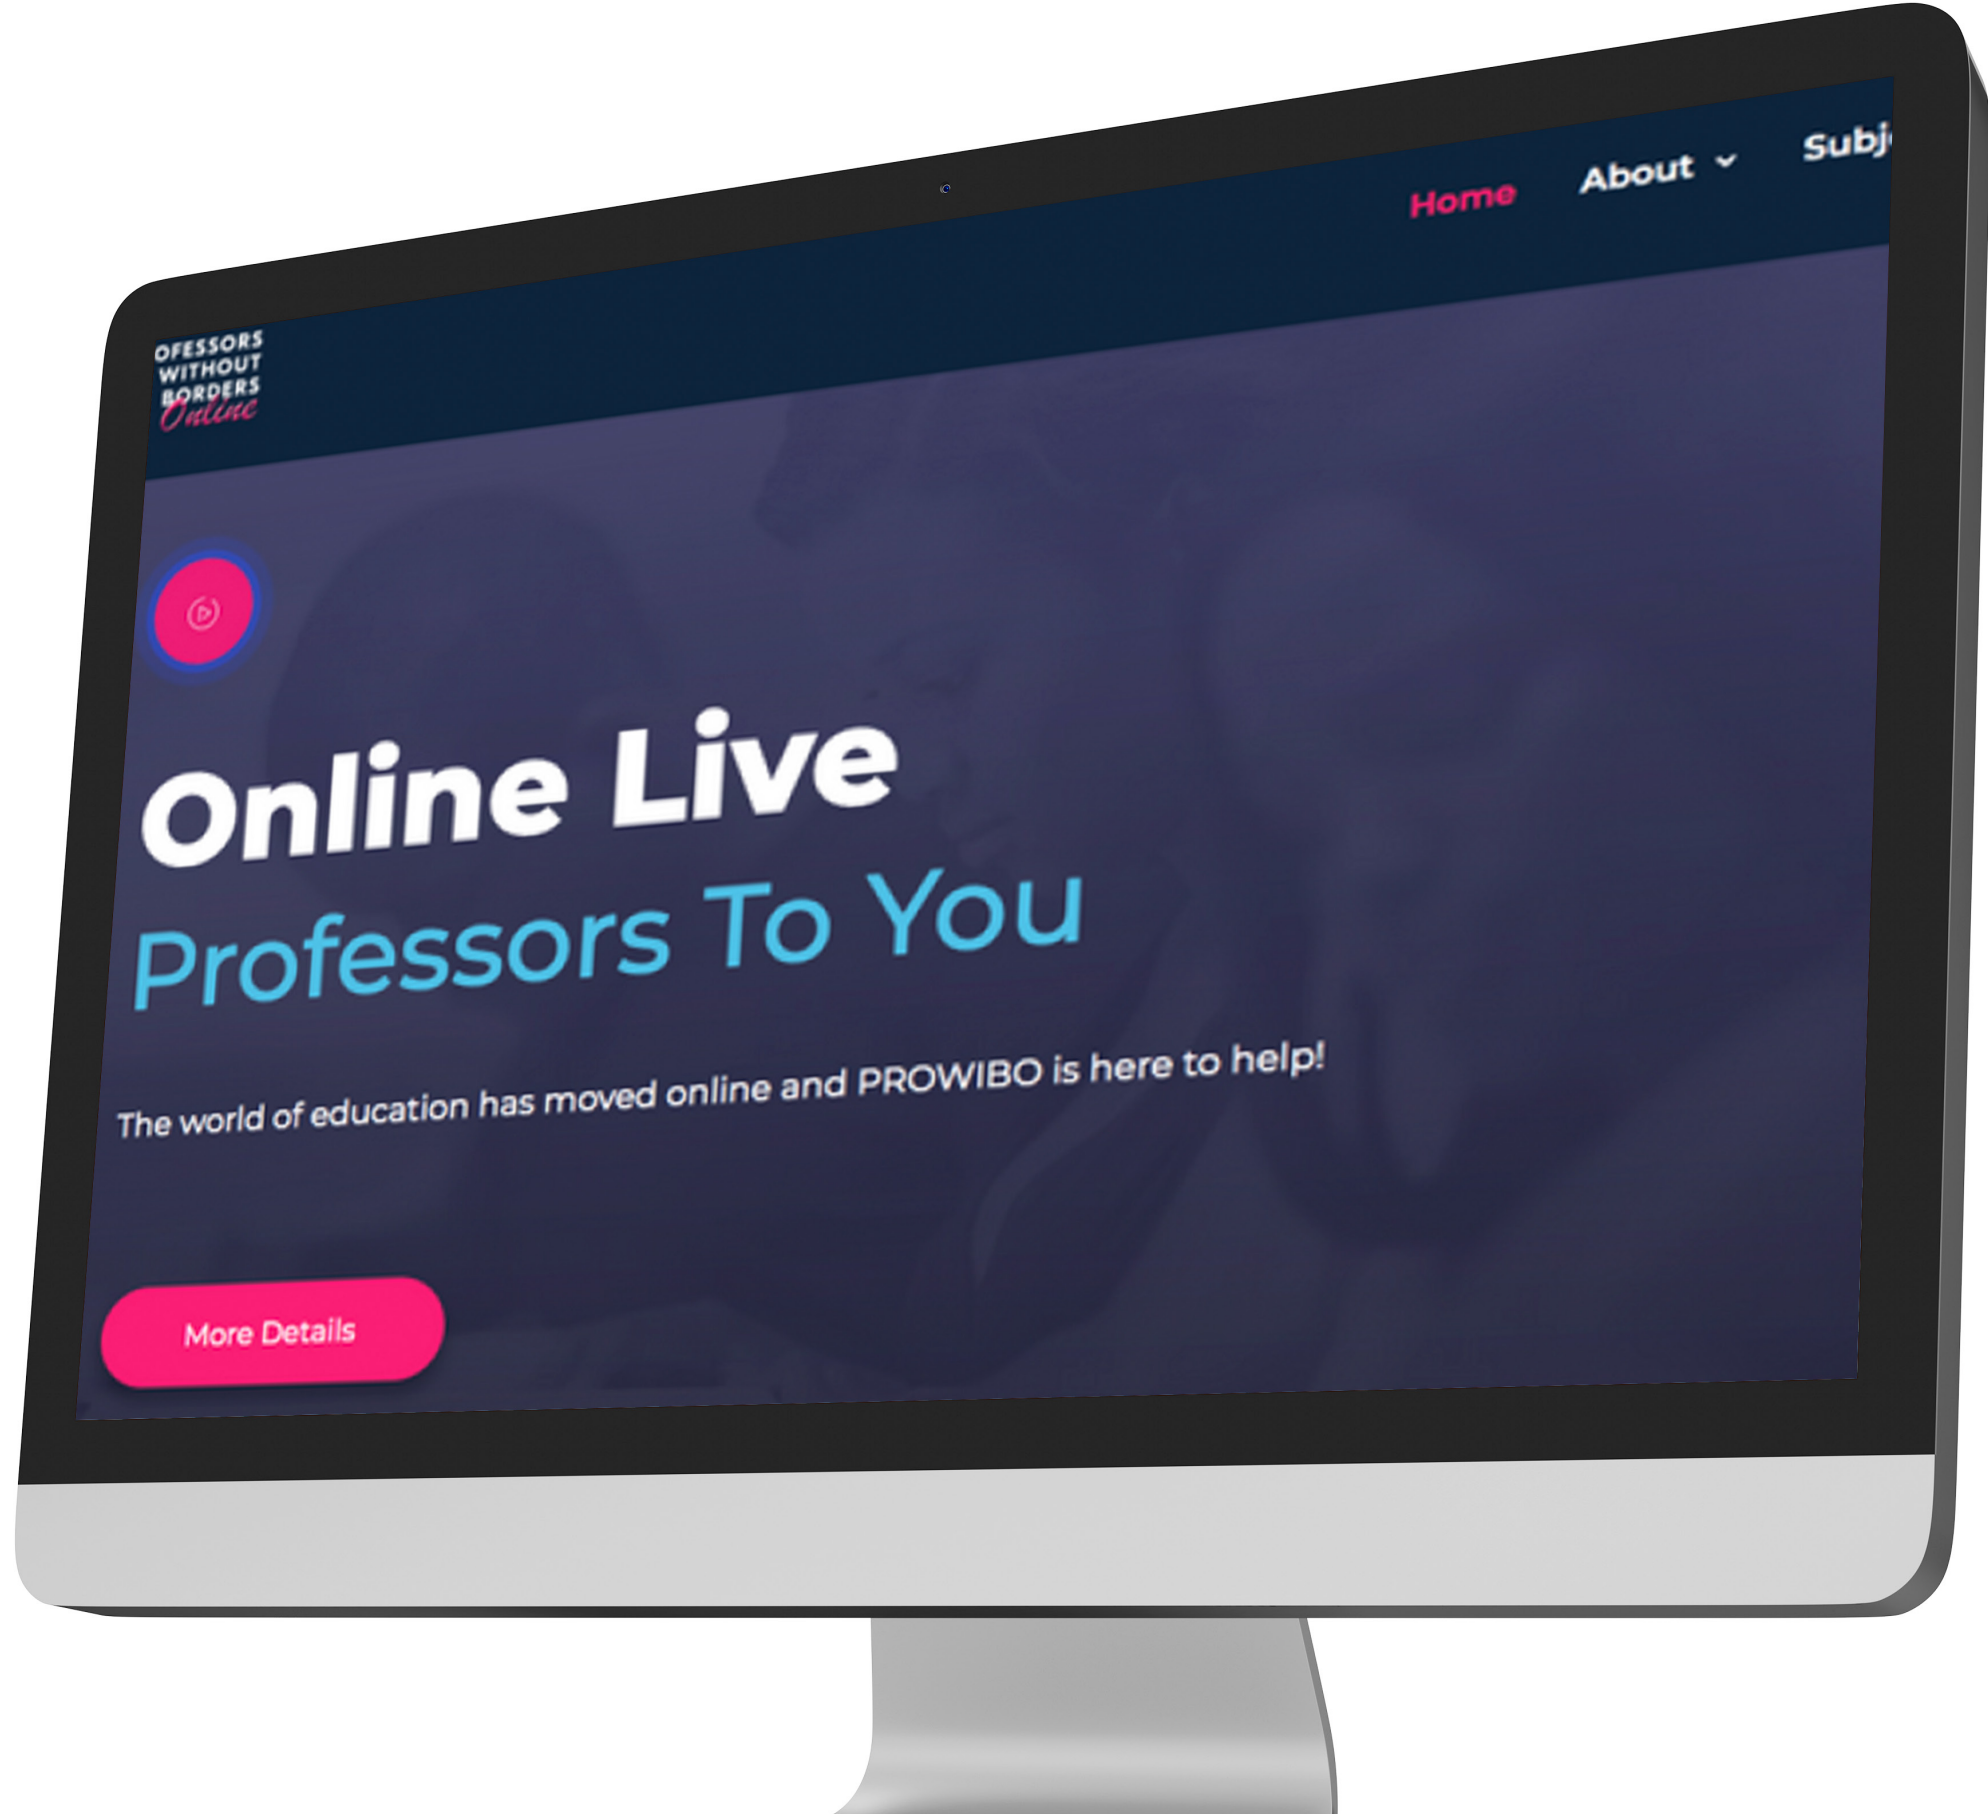 OFESSORS
WITHOUT
BORDERS
Online
Home
About
Subj
Online Live
Professors To You
The world of education has moved online and PROWIBO is here to help!
More Details